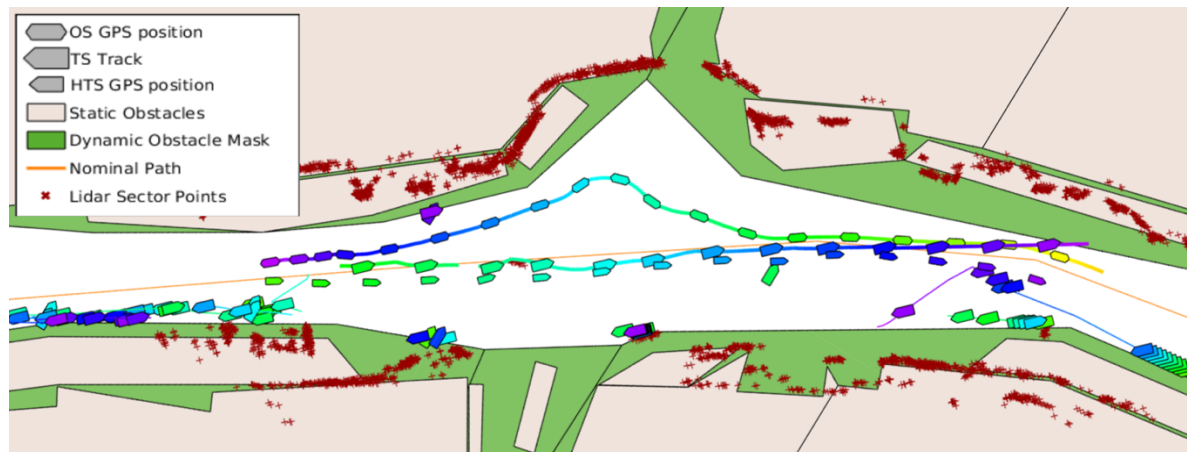 OS GPS position
TS Track
HTS GPS position
Static Obstacles
Dynamic Obstacle Mask
Nominal Path
Lidar Sector Points